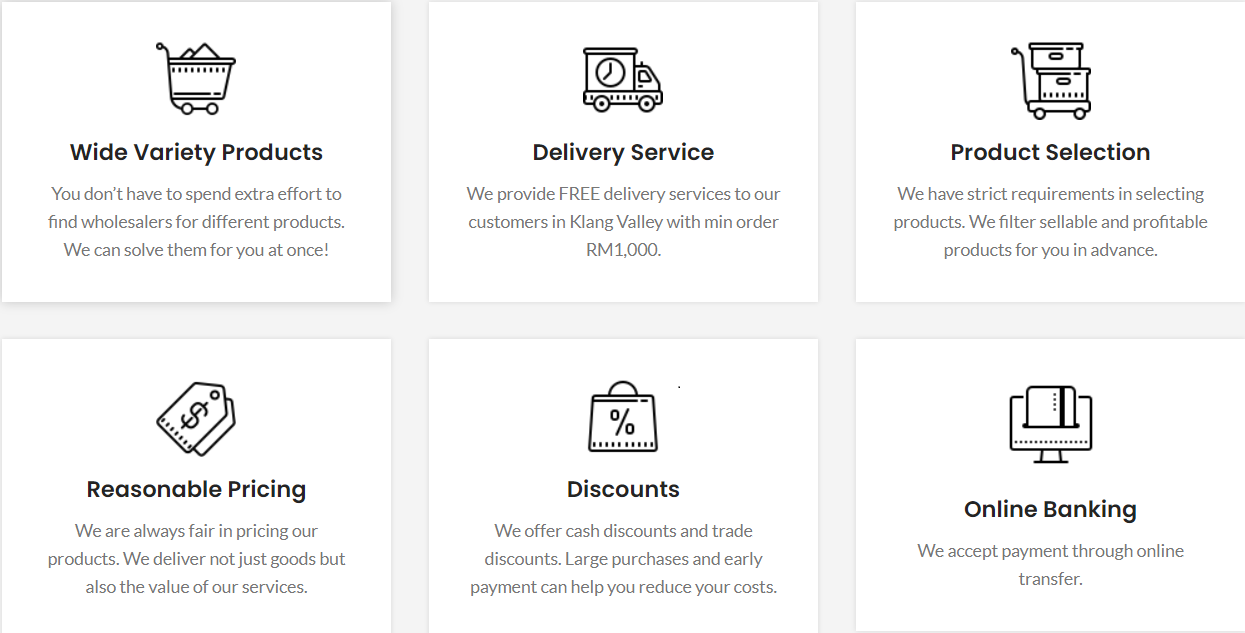 Wide Variety Products
You don’t have to spend extra effort to
find wholesalers for different products.
We can solve them for you at once!
Delivery Service
We provide FREE delivery services to our
customers in Klang Valley with min order
RM1,000.
Product Selection
We have strict requirements in selecting
products. We filter sellable and profitable
products for you in advance.
$
Reasonable Pricing
We are always fair in pricing our
products. We deliver not just goods but
also the value of our services.
%
Discounts
We offer cash discounts and trade
discounts. Large purchases and early
payment can help you reduce your costs.
Online Banking
We accept payment through online
transfer.